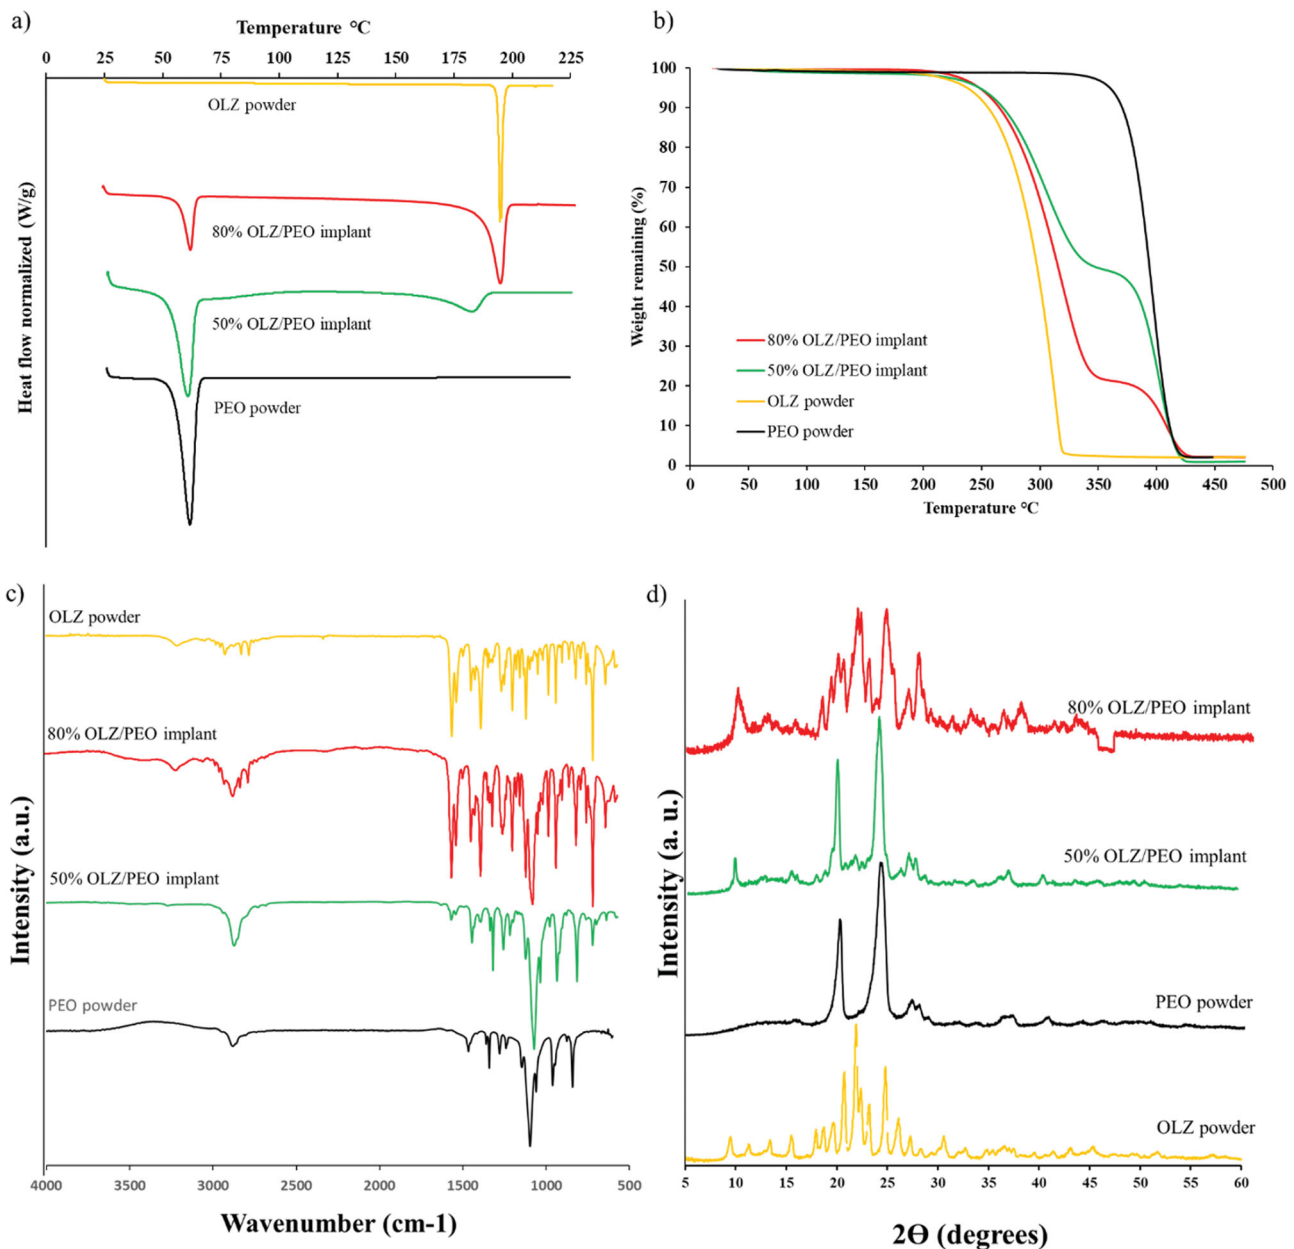 a)
Temperature °C
0 25 50 75 100 125 150 175 200 225
Heat flow normalized (W/g)
OLZ powder
80% OLZ/PEO implant
50% OLZ/PEO implant
PEO powder
b)
100
90
80
70
60
50
40
30
20
10
0
Weight remaining (%)
80% OLZ/PEO implant
50% OLZ/PEO implant
OLZ powder
PEO powder
0 50 100 150 200 250 300 350 400 450 500
Temperature °C
c)
OLZ powder
80% OLZ/PEO implant
50% OLZ/PEO implant
PEO powder
Intensity (a.u.)
4000 3500 3000 2500 2000 1500 1000 500
Wavenumber (cm-1)
d)
80% OLZ/PEO implant
50% OLZ/PEO implant
PEO powder
OLZ powder
Intensity (a. u.)
5 10 15 20 25 30 35 40 45 50 55 60
2Ө (degrees)